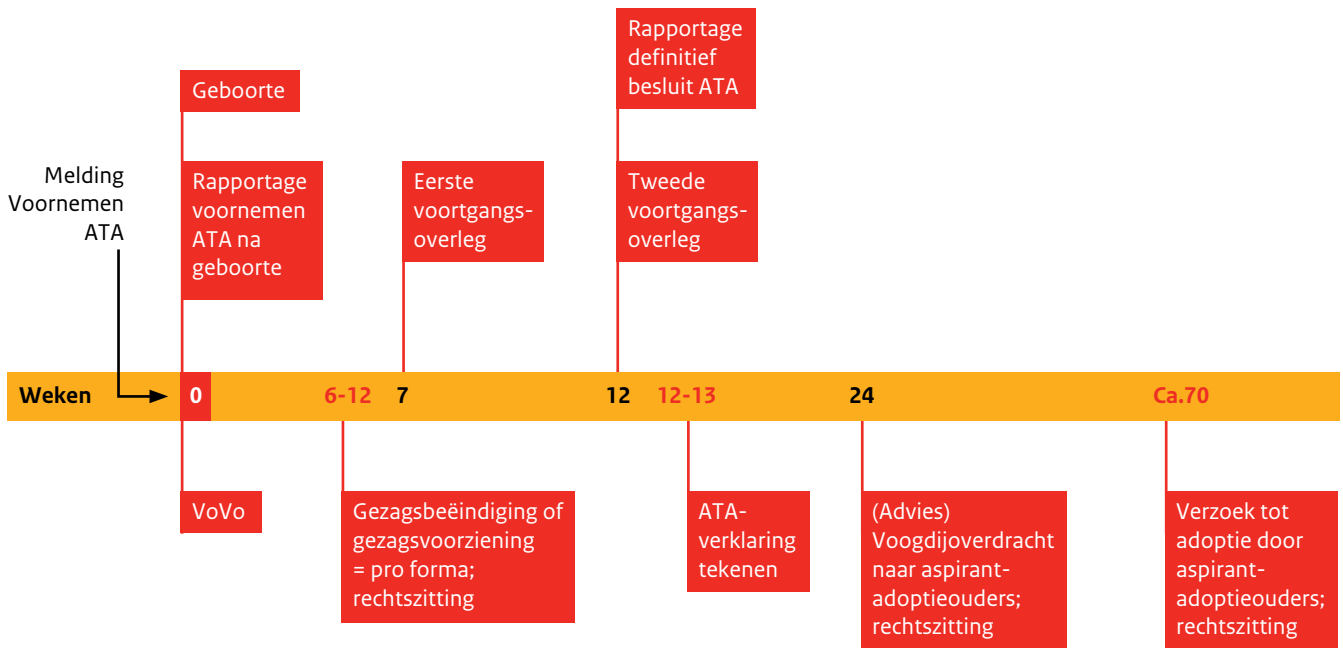 Rapportage
definitief
besluit ATA
Geboorte
Melding
Voornemen
ATA
Rapportage
voornemen
ATA na
geboorte
Eerste
voortgangs-
overleg
Tweede
voortgangs-
overleg
Weken 0 6-12 7 12 12-13 24 Ca.70
VoVo
Gezagsbeëindiging of
gezagsvoorziening
= pro forma;
rechtszitting
ATA-
verklaring
tekenen
(Advies)
Voogdijoverdracht
naar aspirant-
adoptieouders;
rechtszitting
Verzoek tot
adoptie door
aspirant-
adoptieouders;
rechtszitting